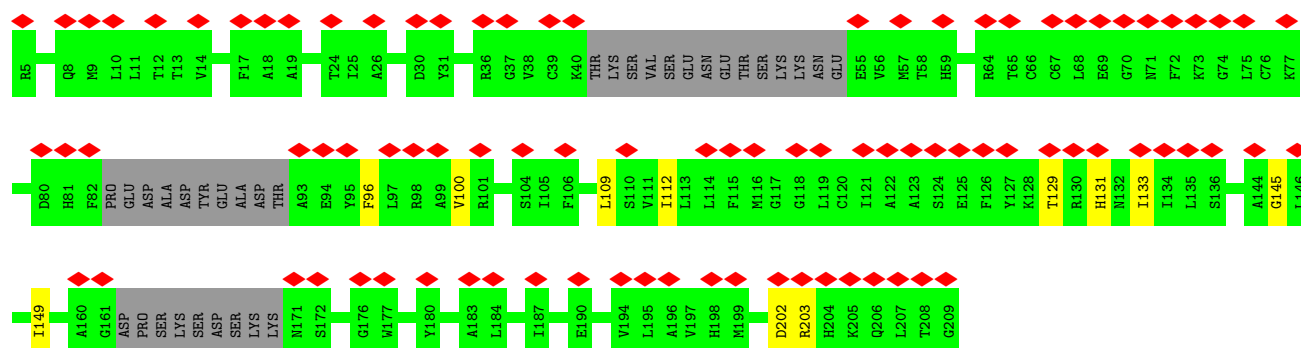 R5 Q8 M9 L10 L11 T12 T13 V14 F17 A18 A19 T24 I25 A26 D30 Y31 R36 G37 V38 C39 K40 THR LYS SER VAL SER GLU ASN GLU THR SER LYS LYS ASN GLU E55 V56 M57 T58 H59 R64 T65 C66 C67 L68 E69 G70 N71 F72 K73 G74 L75 C76 K77
D80 H81 F82 PRO GLU ASP ALA ASP TYR GLU ALA ASP THR A93 E94 Y95 F96 L97 R98 A99 V100 R101 S104 I105 F106 L109 S110 V111 I112 L113 L114 F115 M116 G117 G118 L119 C120 I121 A122 A123 S124 E125 F126 Y127 K128 T129 R130 H131 N132 I133 I134 L135 S136 A144 G145 L146
I149 A160 G161 ASP PRO SER LYS SER ASP SER LYS LYS N171 S172 G176 W177 Y180 A183 L184 I187 E190 V194 L195 A196 V197 H198 M199 D202 R203 H204 K205 Q206 L207 T208 G209